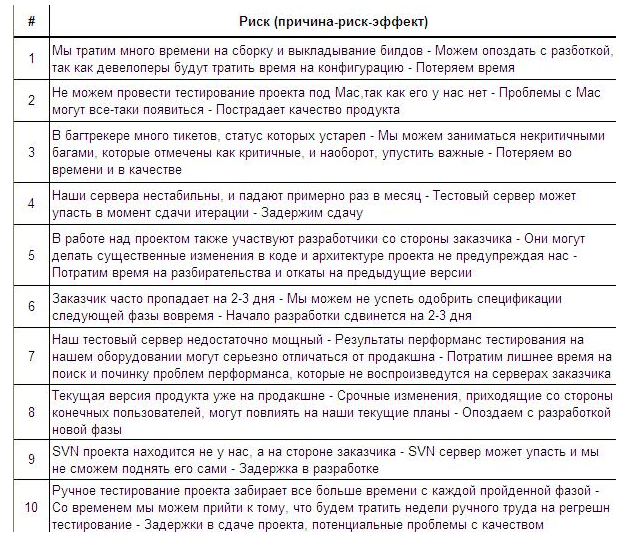 # Риск (причина-риск-эффект)
1 Мы тратим много времени на сборку и выкладывание билдов - Можем опоздать с разботкой,
так как девелоперы будут тратить время на конфигурацию - Потеряем время
2 Не можем провести тестирование проекта под Mac,так как его у нас нет - Проблемы с Mac
могут все-таки появиться - Пострадает качество продукта
3 В багтрекере много тикетов, статус которых устарел - Мы можем заниматься некритичными
багами, которые отмечены как критичные, и наоборот, упустить важные - Потеряем во
времени и в качестве
4 Наши сервера нестабильны, и падают примерно раз в месяц - Тестовый сервер может
упасть в момент сдачи итерации - Задержим сдачу
5 В работе над проектом также участвуют разработчики со стороны заказчика - Они могут
делать существенные изменения в коде и архитектуре проекта не предупреждая нас -
Потратим время на разбирательства и откаты на предыдущие версии
6 Заказчик часто пропадает на 2-3 дня - Мы можем не успеть одобрить спецификации
следующей фазы вовремя - Начало разработки сдвинется на 2-3 дня
7 Наш тестовый сервер недостаточно мощный - Результаты перформанс тестирования на
нашем оборудовании могут серьезно отличаться от продакшна - Потратим лишнее время на
поиск и починку проблем перформанса, которые не воспроизведутся на серверах заказчика
8 Текущая версия продукта уже на продакшне - Срочные изменения, приходящие со стороны
конечных пользователей, могут повлиять на наши текущие планы - Опоздаем с разработкой
новой фазы
9 SVN проекта находится не у нас, а на стороне заказчика - SVN сервер может упасть и мы
не сможем поднять его сами - Задержка в разработке
10 Ручное тестирование проекта забирает все больше времени с каждой пройденной фазой -
Со временем мы можем прийти к тому, что будем тратить недели ручного труда на регрешн
тестирование - Задержки в сдаче проекта, потенциальные проблемы с качеством